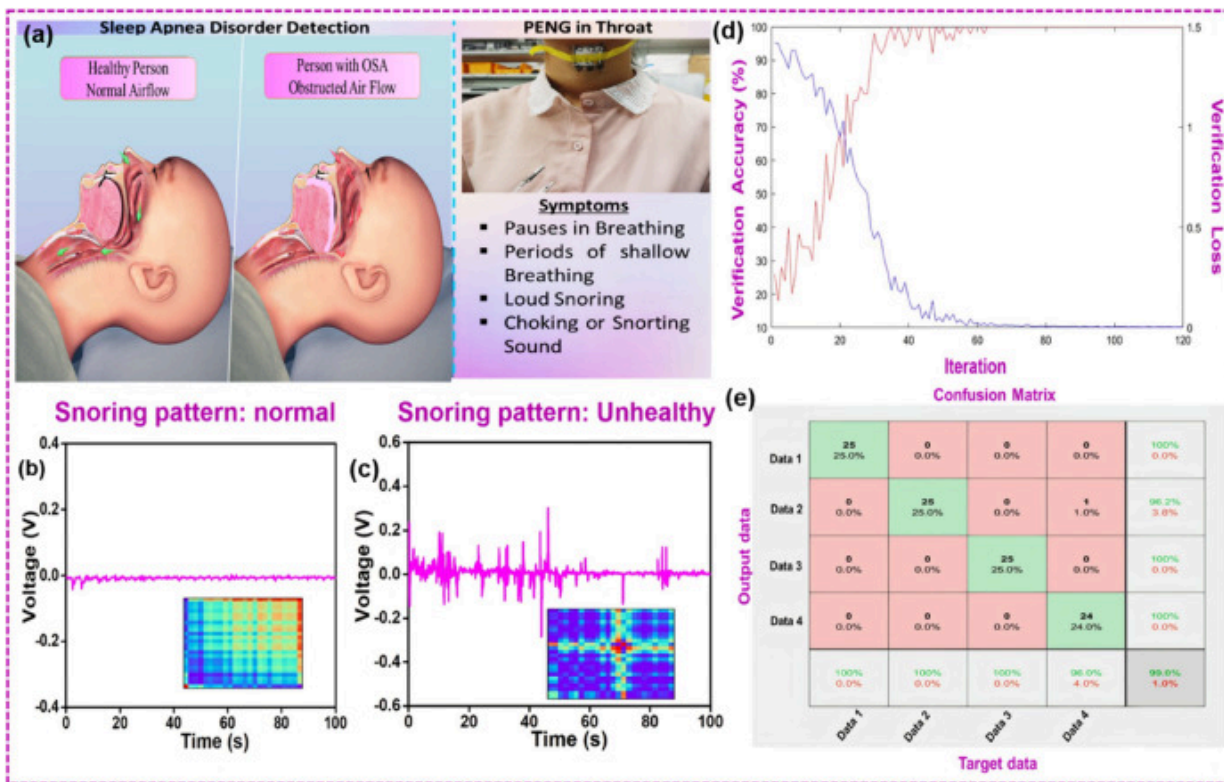 (a)
Sleep Apnea Disorder Detection
Healthy Person
Normal Airflow
Person with OSA
Obstructed Air Flow
PENG in Throat
Symptoms
▪ Pauses in Breathing
▪ Periods of shallow
Breathing
▪ Loud Snoring
▪ Choking or Snorting
Sound
(d)
Verification Accuracy (%)
100
90
80
70
60
50
40
30
20
10
0
20
40
60
80
100
120
Iteration
1.5
1
0.5
0
Verification Loss
Snoring pattern: normal
(b)
Voltage (V)
0.4
0.2
0.0
-0.2
-0.4
0
20
40
60
80
100
Time (s)
Snoring pattern: Unhealthy
(c)
Voltage (V)
0.6
0.4
0.2
0.0
-0.2
-0.4
-0.6
0
20
40
60
80
100
Time (s)
(e)
Confusion Matrix
Output data
Data 1
25
25.0%
0
0.0%
0
0.0%
0
0.0%
100%
0.0%
Data 2
0
0.0%
25
25.0%
0
0.0%
1
1.0%
96.2%
3.8%
Data 3
0
0.0%
0
0.0%
25
25.0%
0
0.0%
100%
0.0%
Data 4
0
0.0%
0
0.0%
0
0.0%
24
24.0%
100%
0.0%
100%
0.0%
100%
0.0%
100%
0.0%
96.0%
4.0%
1.0%
Data 1
Data 2
Data 3
Data 4
Target data